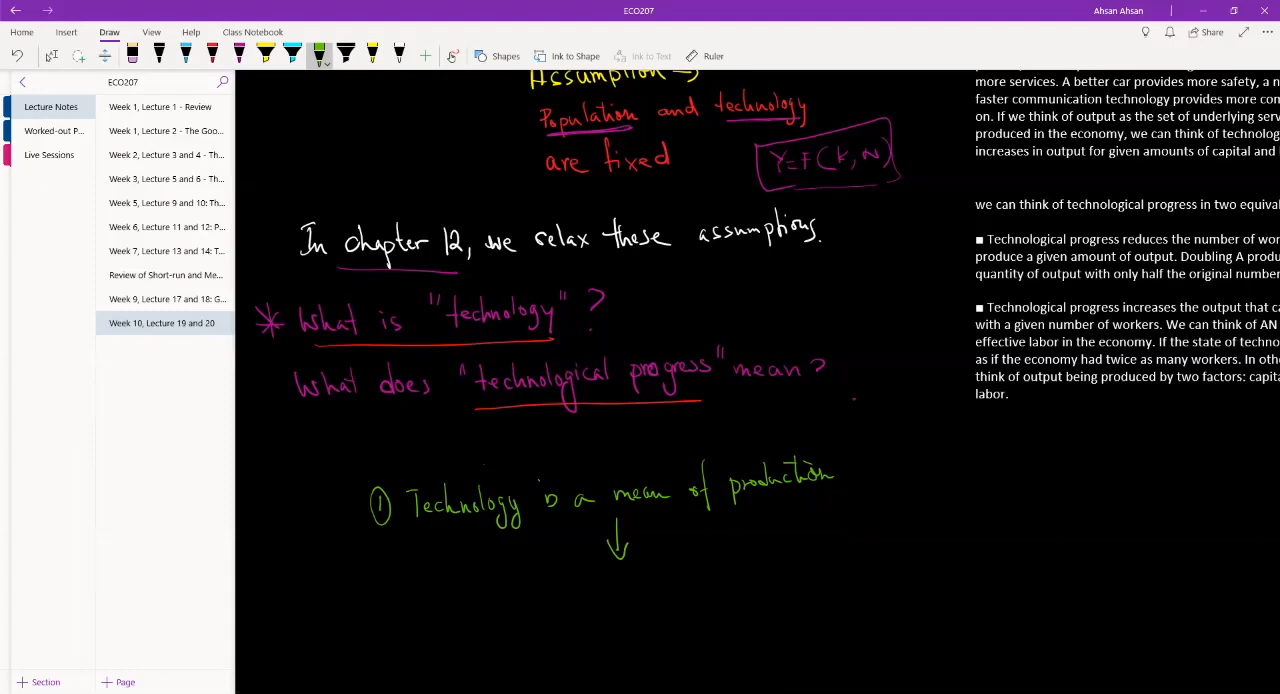 ECO207
Ahsan Ahsan
Home
Insert
Draw
View
Help
Class Notebook
Share
Shapes
Ink to Shape
Ink to Text
Ruler
ECO207
Lecture Notes
Worked-out P...
Live Sessions
Week 1, Lecture 1 - Review
Week 1, Lecture 2 - The Goo...
Week 2, Lecture 3 and 4 - Th...
Week 3, Lecture 5 and 6 - Th...
Week 5, Lecture 9 and 10: Th...
Week 6, Lecture 11 and 12: P...
Week 7, Lecture 13 and 14: T...
Review of Short-run and Me...
Week 9, Lecture 17 and 18: G...
Week 10, Lecture 19 and 20
+ Section
+ Page
Assumption →
Population and technology
are fixed
Y=F(K, N)
In chapter 12, we relax these assumptions.
* What is "technology" ?
What does "technological progress" mean?
① Technology is a mean of production
↓
more services. A better car provides more safety, a n
faster communication technology provides more com
on. If we think of output as the set of underlying serv
produced in the economy, we can think of technolog
increases in output for given amounts of capital and
we can think of technological progress in two equival
■ Technological progress reduces the number of wor
produce a given amount of output. Doubling A produ
quantity of output with only half the original number
■ Technological progress increases the output that ca
with a given number of workers. We can think of AN
effective labor in the economy. If the state of techno
as if the economy had twice as many workers. In othe
think of output being produced by two factors: capita
labor.